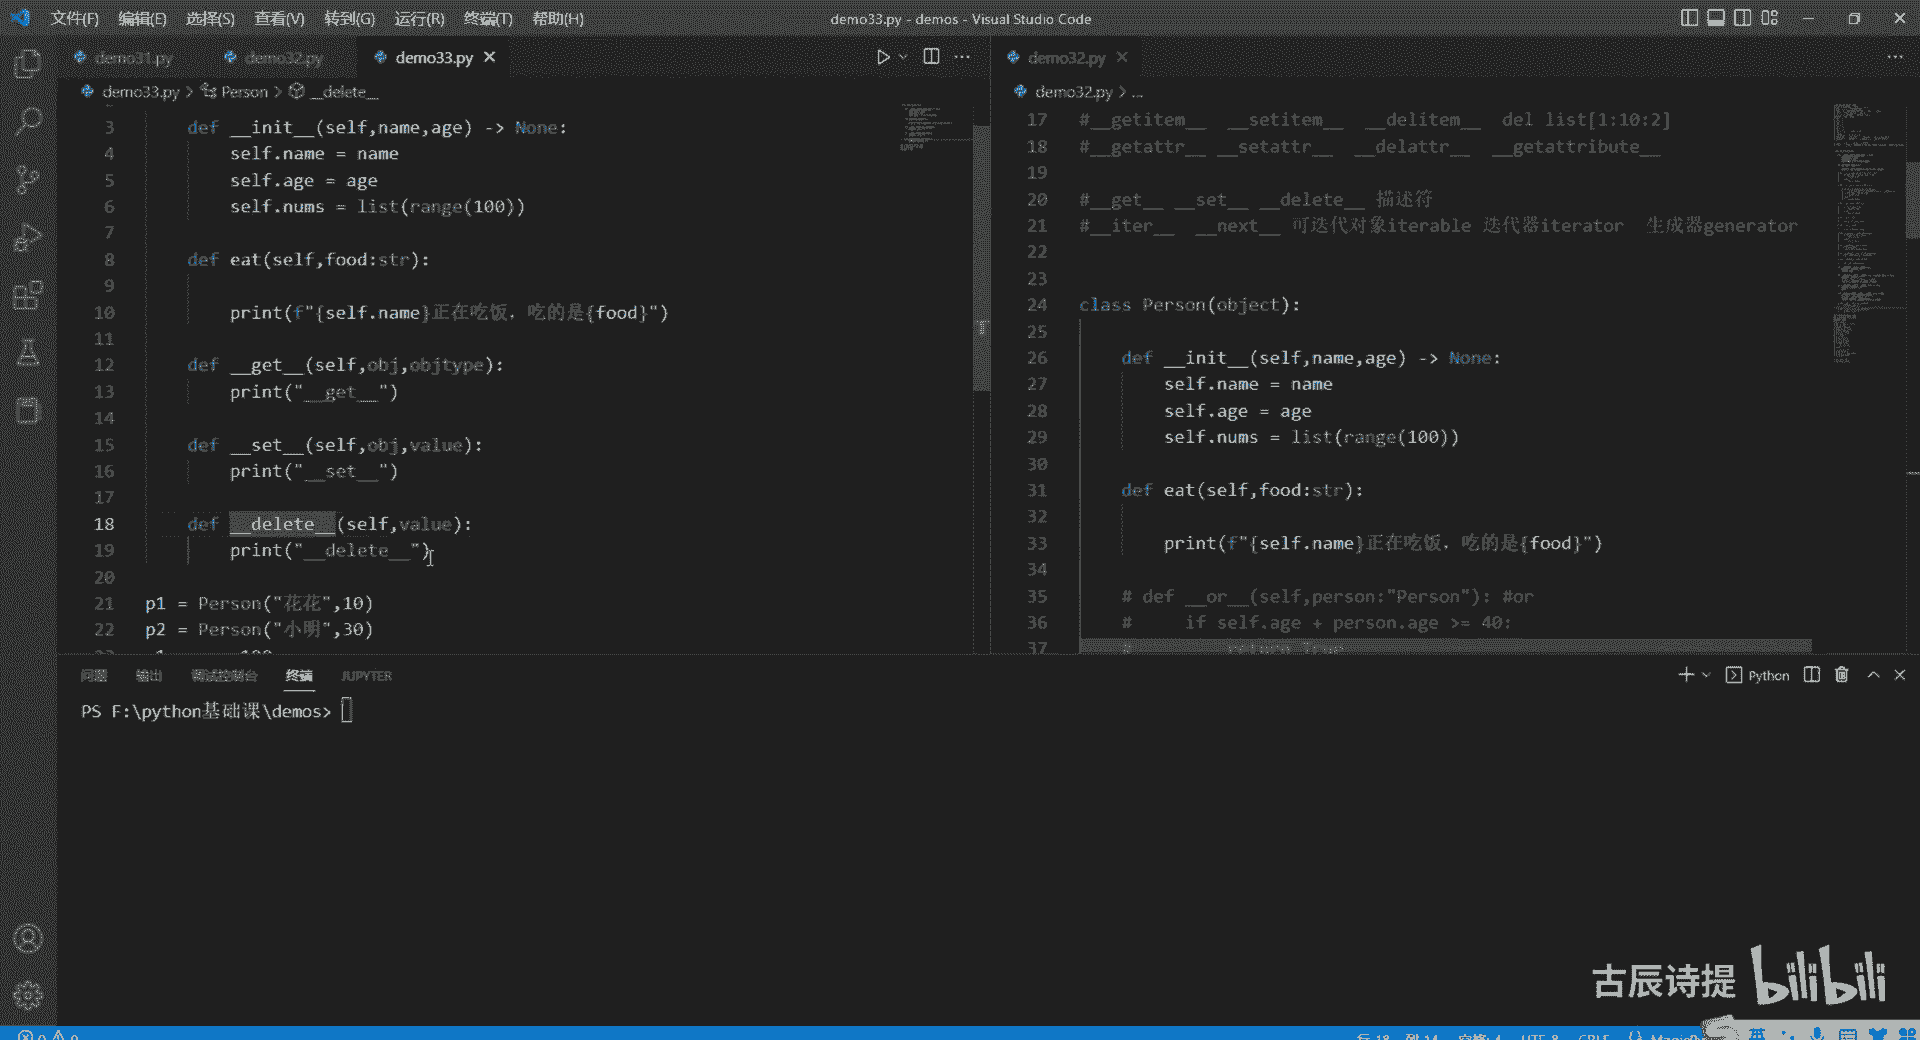 文件(F) 编辑(E) 选择(S) 查看(V) 转到(G) 运行(R) 终端(T) 帮助(H) demo33.py - demos - Visual Studio Code
demo31.py demo32.py demo33.py
demo33.py > Person > __delete__
3 def __init__(self,name,age) -> None:
4 self.name = name
5 self.age = age
6 self.nums = list(range(100))
7
8 def eat(self,food:str):
9
10 print(f"{self.name}正在吃饭，吃的是{food}")
11
12 def __get__(self,obj,objtype):
13 print("__get__")
14
15 def __set__(self,obj,value):
16 print("__set__")
17
18 def __delete__(self,value):
19 print("__delete__")
20
21 p1 = Person("花花",10)
22 p2 = Person("小明",30)
demo32.py
demo32.py > ...
17 #__getitem__ __setitem__ __delitem__ del list[1:10:2]
18 #__getattr__ __setattr__ __delattr__ __getattribute__
19
20 #__get__ __set__ __delete__ 描述符
21 #__iter__ __next__ 可迭代对象iterable 迭代器iterator 生成器generator
22
23
24 class Person(object):
25
26 def __init__(self,name,age) -> None:
27 self.name = name
28 self.age = age
29 self.nums = list(range(100))
30
31 def eat(self,food:str):
32
33 print(f"{self.name}正在吃饭，吃的是{food}")
34
35 # def __or__(self,person:"Person"): #or
36 # if self.age + person.age >= 40:
37 # return True
问题 输出 调试控制台 终端 JUPYTER
Python
PS F:\python基础课\demos>
古辰诗提 bilibili
行 18 列 14 空格: 4 UTF-8 CRLF
英